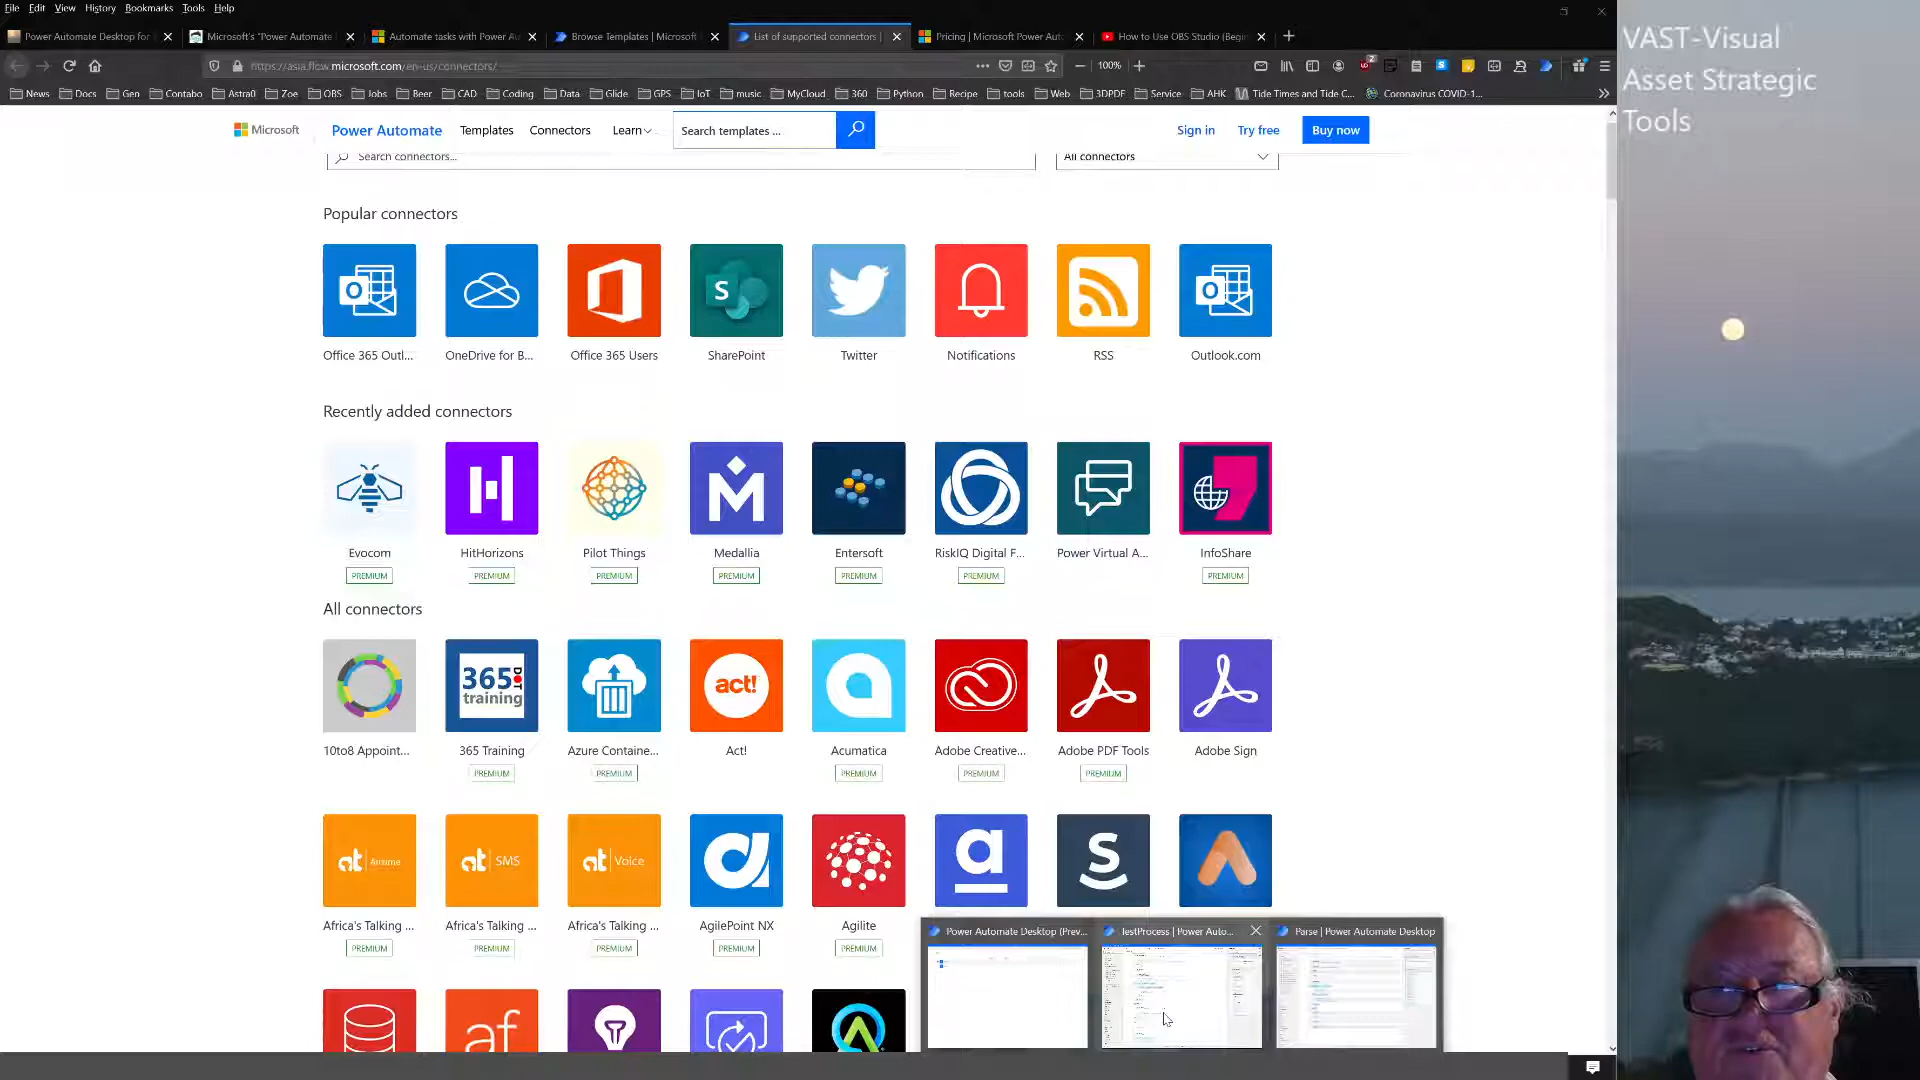 File Edit View History Bookmarks Tools Help
Power Automate Desktop for
Microsoft's "Power Automate
Automate tasks with Power Au
Browse Templates | Microsoft
List of supported connectors |
Pricing | Microsoft Power Aut
How to Use OBS Studio (Begin
https://asia.flow.microsoft.com/en-us/connectors/
100%
News Docs Gen Contabo Astra0 Zoe OBS Jobs Beer CAD Coding Data Glide GPS IoT music MyCloud 360 Python Recipe tools Web 3DPDF Service AHK Tide Times and Tide C... Coronavirus COVID-1...
VAST-Visual
Asset Strategic
Tools
Microsoft Power Automate Templates Connectors Learn Search templates ... Sign in Try free Buy now
Search connectors... All connectors
Popular connectors
Office 365 Outl... OneDrive for B... Office 365 Users SharePoint Twitter Notifications RSS Outlook.com
Recently added connectors
Evocom HitHorizons Pilot Things Medallia Entersoft RiskIQ Digital F... Power Virtual A... InfoShare
PREMIUM PREMIUM PREMIUM PREMIUM PREMIUM PREMIUM PREMIUM
All connectors
365 DOT training
act!
10to8 Appoint... 365 Training Azure Containe... Act! Acumatica Adobe Creative... Adobe PDF Tools Adobe Sign
PREMIUM PREMIUM PREMIUM PREMIUM PREMIUM
at Airtime at SMS at Voice
Africa's Talking ... Africa's Talking ... Africa's Talking ... AgilePoint NX Agilite
PREMIUM PREMIUM PREMIUM PREMIUM PREMIUM
Power Automate Desktop (Prev...
TestProcess | Power Auto...
Parse | Power Automate Desktop
af